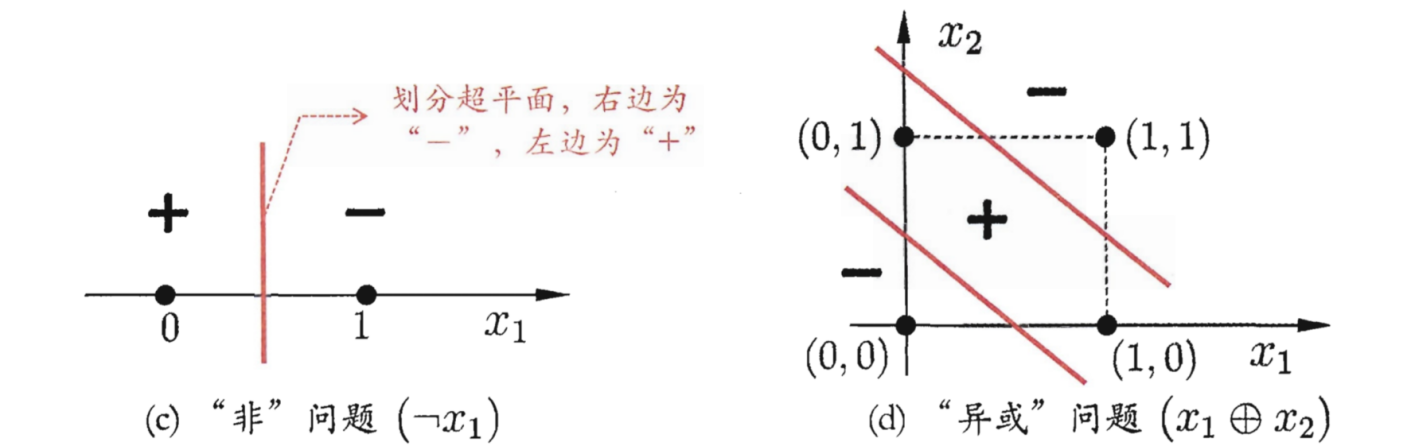 划分超平面，右边为
“−”，左边为“+”
+
−
0
1
x₁
(c) “非” 问题 (¬x₁)
x₂
−
(0, 1)
(1, 1)
+
−
(0, 0)
(1, 0)
x₁
(d) “异或” 问题 (x₁ ⊕ x₂)